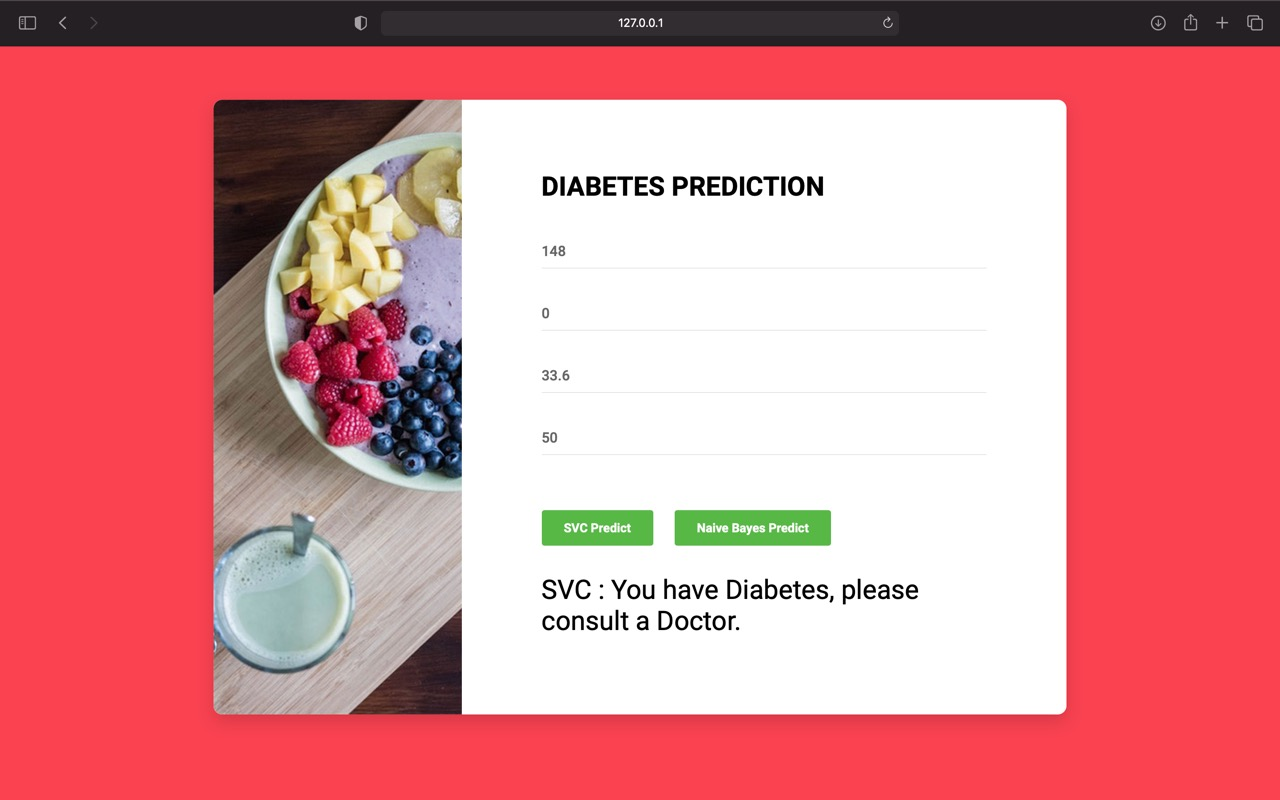 127.0.0.1
DIABETES PREDICTION
148
0
33.6
50
SVC Predict Naive Bayes Predict
SVC : You have Diabetes, please
consult a Doctor.